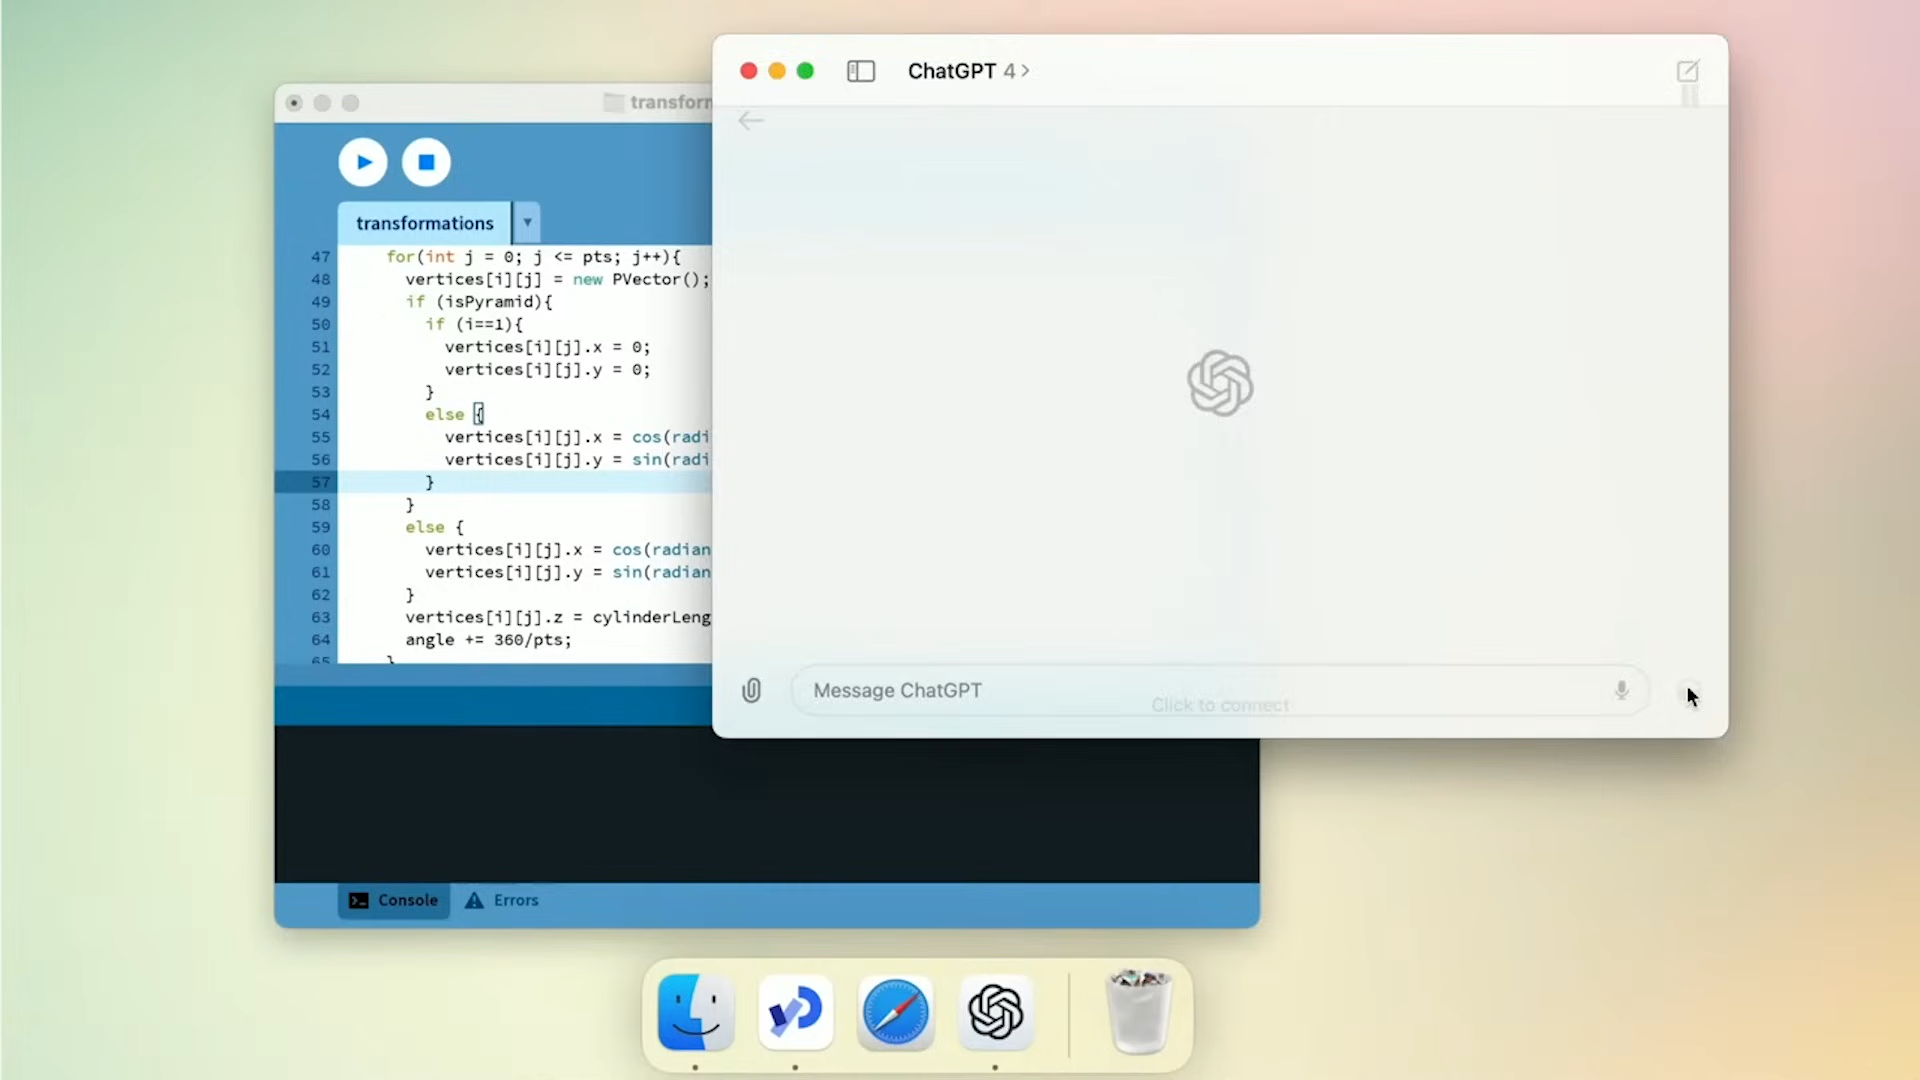 ChatGPT 4 >
transform
transformations
47 for(int j = 0; j <= pts; j++){
48 vertices[i][j] = new PVector();
49 if (isPyramid){
50 if (i==1){
51 vertices[i][j].x = 0;
52 vertices[i][j].y = 0;
53 }
54 else {
55 vertices[i][j].x = cos(radi
56 vertices[i][j].y = sin(radi
57 }
58 }
59 else {
60 vertices[i][j].x = cos(radian
61 vertices[i][j].y = sin(radian
62 }
63 vertices[i][j].z = cylinderLeng
64 angle += 360/pts;
65 }
Message ChatGPT
Click to connect
Console
Errors